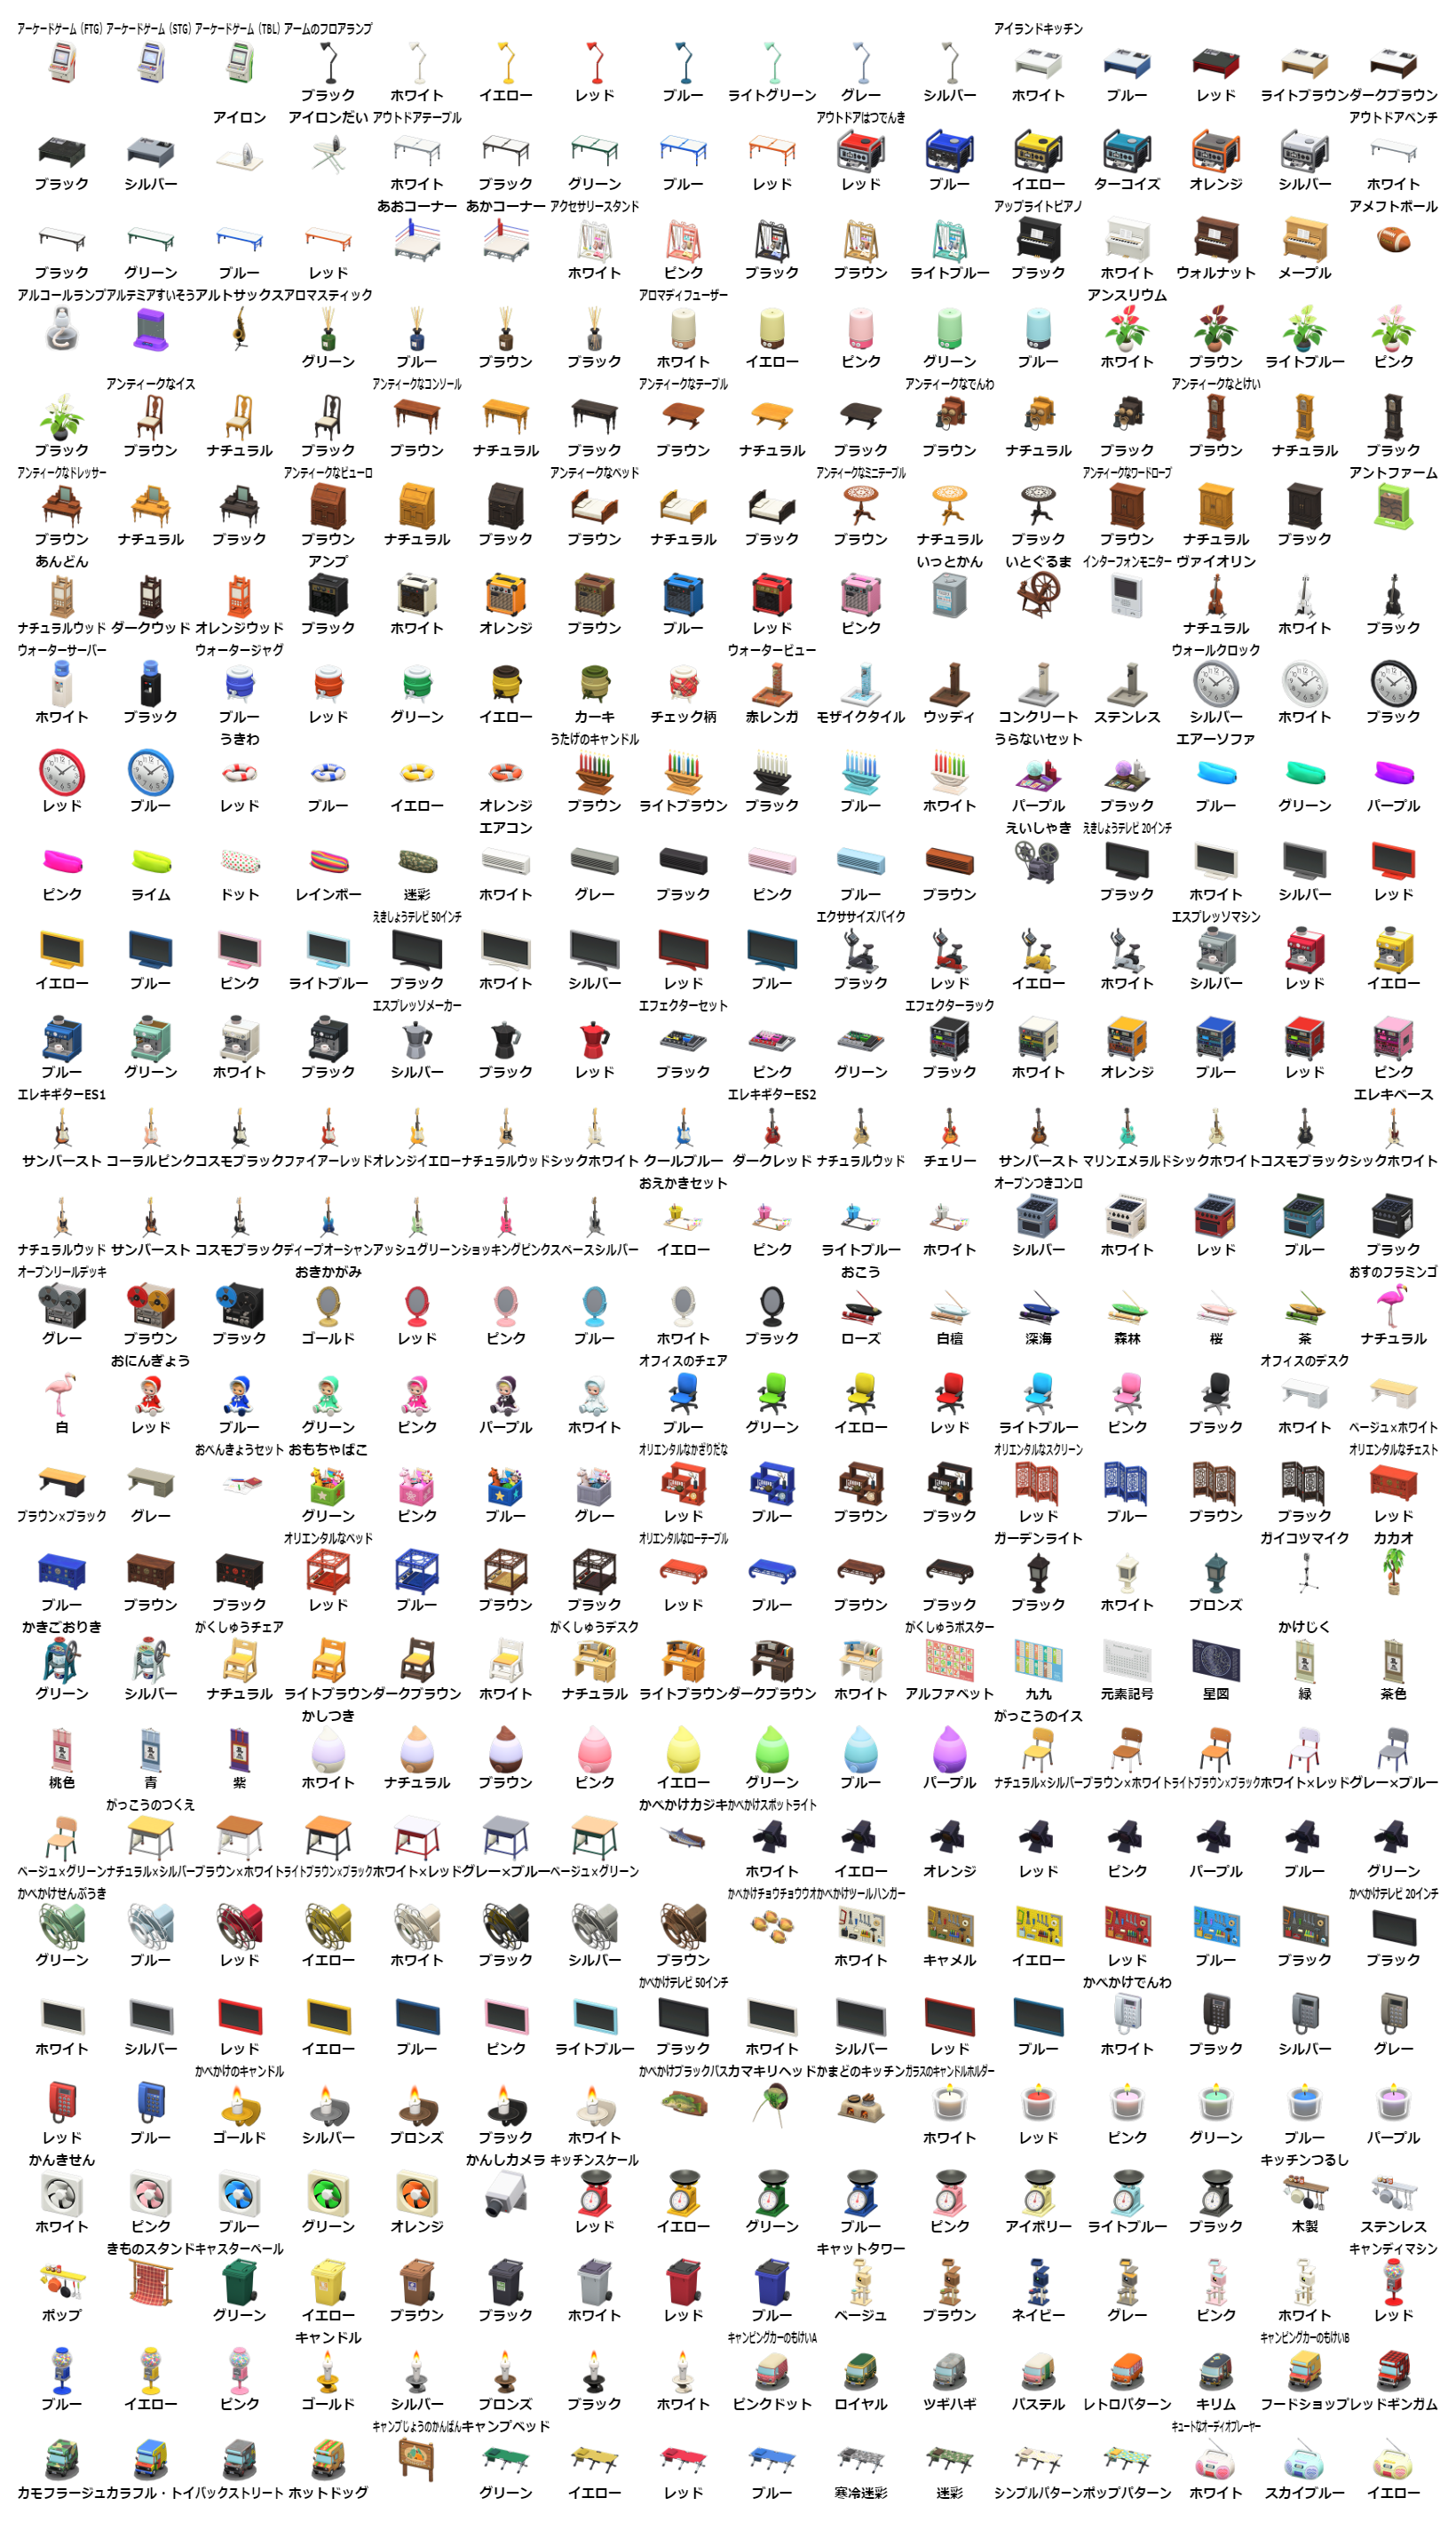 アーケードゲーム (FTG) アーケードゲーム (STG) アーケードゲーム (TBL) アームのフロアランプ アイランドキッチン
ブラック ホワイト イエロー レッド ブルー ライトグリーン グレー シルバー ホワイト ブルー レッド ライトブラウン ダークブラウン
アイロン アイロンだい アウトドアテーブル アウトドアはつでんき アウトドアベンチ
ブラック シルバー ホワイト ブラック グリーン ブルー レッド レッド ブルー イエロー ターコイズ オレンジ シルバー ホワイト
あおコーナー あかコーナー アクセサリースタンド アップライトピアノ アメフトボール
ブラック グリーン ブルー レッド ホワイト ピンク ブラック ブラウン ライトブルー ブラック ホワイト ウォルナット メープル
アルコールランプ アルテミアすいそう アルトサックス アロマスティック アロマディフューザー アンスリウム
グリーン ブルー ブラウン ブラック ホワイト イエロー ピンク グリーン ブルー ホワイト ブラウン ライトブルー ピンク
アンティークなイス アンティークなコンソール アンティークなテーブル アンティークなでんわ アンティークなとけい
ブラック ブラウン ナチュラル ブラック ブラウン ナチュラル ブラック ブラウン ナチュラル ブラック ブラウン ナチュラル ブラック ブラウン ナチュラル ブラック
アンティークなドレッサー アンティークなビューロ アンティークなベッド アンティークなミニテーブル アンティークなワードローブ アントファーム
ブラウン ナチュラル ブラック ブラウン ナチュラル ブラック ブラウン ナチュラル ブラック ブラウン ナチュラル ブラック ブラウン ナチュラル ブラック
あんどん アンプ いっとかん いとぐるま インターフォンモニター ヴァイオリン
ナチュラルウッド ダークウッド オレンジウッド ブラック ホワイト オレンジ ブラウン ブルー レッド ピンク ナチュラル ホワイト ブラック
ウォーターサーバー ウォータージャグ ウォータービュー ウォールクロック
ホワイト ブラック ブルー レッド グリーン イエロー カーキ チェック柄 赤レンガ モザイクタイル ウッディ コンクリート ステンレス シルバー ホワイト ブラック
うきわ うたげのキャンドル うらないセット エアーソファ
レッド ブルー レッド ブルー イエロー オレンジ ブラウン ライトブラウン ブラック ブルー ホワイト パープル ブラック ブルー グリーン パープル
エアコン えいしゃき えきしょうテレビ 20インチ
ピンク ライム ドット レインボー 迷彩 ホワイト グレー ブラック ピンク ブルー ブラウン ブラック ホワイト シルバー レッド
えきしょうテレビ 50インチ エクササイズバイク エスプレッソマシン
イエロー ブルー ピンク ライトブルー ブラック ホワイト シルバー レッド ブルー ブラック レッド イエロー ホワイト シルバー レッド イエロー
エスプレッソメーカー エフェクターセット エフェクターラック
ブルー グリーン ホワイト ブラック シルバー ブラック レッド ブラック ピンク グリーン ブラック ホワイト オレンジ ブルー レッド ピンク
エレキギターES1 エレキギターES2 エレキベース
サンバースト コーラルピンク コスモブラック ファイアーレッド オレンジイエロー ナチュラルウッド シックホワイト クールブルー ダークレッド ナチュラルウッド チェリー サンバースト マリンエメラルド シックホワイト コスモブラック シックホワイト
おえかきセット オーブンつきコンロ
ナチュラルウッド サンバースト コスモブラック ディープオーシャン アッシュグリーン ショッキングピンク スペースシルバー イエロー ピンク ライトブルー ホワイト シルバー ホワイト レッド ブルー ブラック
オープンリールデッキ おきかがみ おこう おすのフラミンゴ
グレー ブラウン ブラック ゴールド レッド ピンク ブルー ホワイト ブラック ローズ 白檀 深海 森林 桜 茶 ナチュラル
おにんぎょう オフィスのチェア オフィスのデスク
白 レッド ブルー グリーン ピンク パープル ホワイト ブルー グリーン イエロー レッド ライトブルー ピンク ブラック ホワイト ベージュ×ホワイト
おべんきょうセット おもちゃばこ オリエンタルなかざりだな オリエンタルなスクリーン オリエンタルなチェスト
ブラウン×ブラック グレー グリーン ピンク ブルー グレー レッド ブルー ブラウン ブラック レッド ブルー ブラウン ブラック レッド
オリエンタルなベッド オリエンタルなローテーブル ガーデンライト ガイコツマイク カカオ
ブルー ブラウン ブラック レッド ブルー ブラウン ブラック レッド ブルー ブラウン ブラック ブラック ホワイト ブロンズ
かきごおりき がくしゅうチェア がくしゅうデスク がくしゅうポスター かけじく
グリーン シルバー ナチュラル ライトブラウン ダークブラウン ホワイト ナチュラル ライトブラウン ダークブラウン ホワイト アルファベット 九九 元素記号 星図 緑 茶色
かしつき がっこうのイス
桃色 青 紫 ホワイト ナチュラル ブラウン ピンク イエロー グリーン ブルー パープル ナチュラル×シルバー ブラウン×ホワイト ライトブラウン×ブラック ホワイト×レッド グレー×ブルー
がっこうのつくえ かべかけカジキ かべかけスポットライト
ベージュ×グリーン ナチュラル×シルバー ブラウン×ホワイト ライトブラウン×ブラック ホワイト×レッド グレー×ブルー ベージュ×グリーン ホワイト イエロー オレンジ レッド ピンク パープル ブルー グリーン
かべかけせんぷうき かべかけチョウチョウウオ かべかけツールハンガー かべかけテレビ 20インチ
グリーン ブルー レッド イエロー ホワイト ブラック シルバー ブラウン ホワイト キャメル イエロー レッド ブルー ブラック ブラック
かべかけテレビ 50インチ かべかけでんわ
ホワイト シルバー レッド イエロー ブルー ピンク ライトブルー ブラック ホワイト シルバー レッド ブルー ホワイト ブラック シルバー グレー
かべかけのキャンドル かべかけブラックバス カマキリヘッド かまどのキッチン ガラスのキャンドルホルダー
レッド ブルー ゴールド シルバー ブロンズ ブラック ホワイト ホワイト レッド ピンク グリーン ブルー パープル
かんきせん かんしカメラ キッチンスケール キッチンつるし
ホワイト ピンク ブルー グリーン オレンジ レッド イエロー グリーン ブルー ピンク アイボリー ライトブルー ブラック 木製 ステンレス
きものスタンド キャスターペール キャットタワー キャンディマシン
ポップ グリーン イエロー ブラウン ブラック ホワイト レッド ブルー ベージュ ブラウン ネイビー グレー ピンク ホワイト レッド
キャンドル キャンピングカーのもけいA キャンピングカーのもけいB
ブルー イエロー ピンク ゴールド シルバー ブロンズ ブラック ホワイト ピンクドット ロイヤル ツギハギ パステル レトロパターン キリム フードショップ レッドギンガム
キャンプじょうのかんばん キャンプベッド キュートなオーディオプレーヤー
カモフラージュ カラフル・トイ バックストリート ホットドッグ グリーン イエロー レッド ブルー 寒冷迷彩 迷彩 シンプルパターン ポップパターン ホワイト スカイブルー イエロー